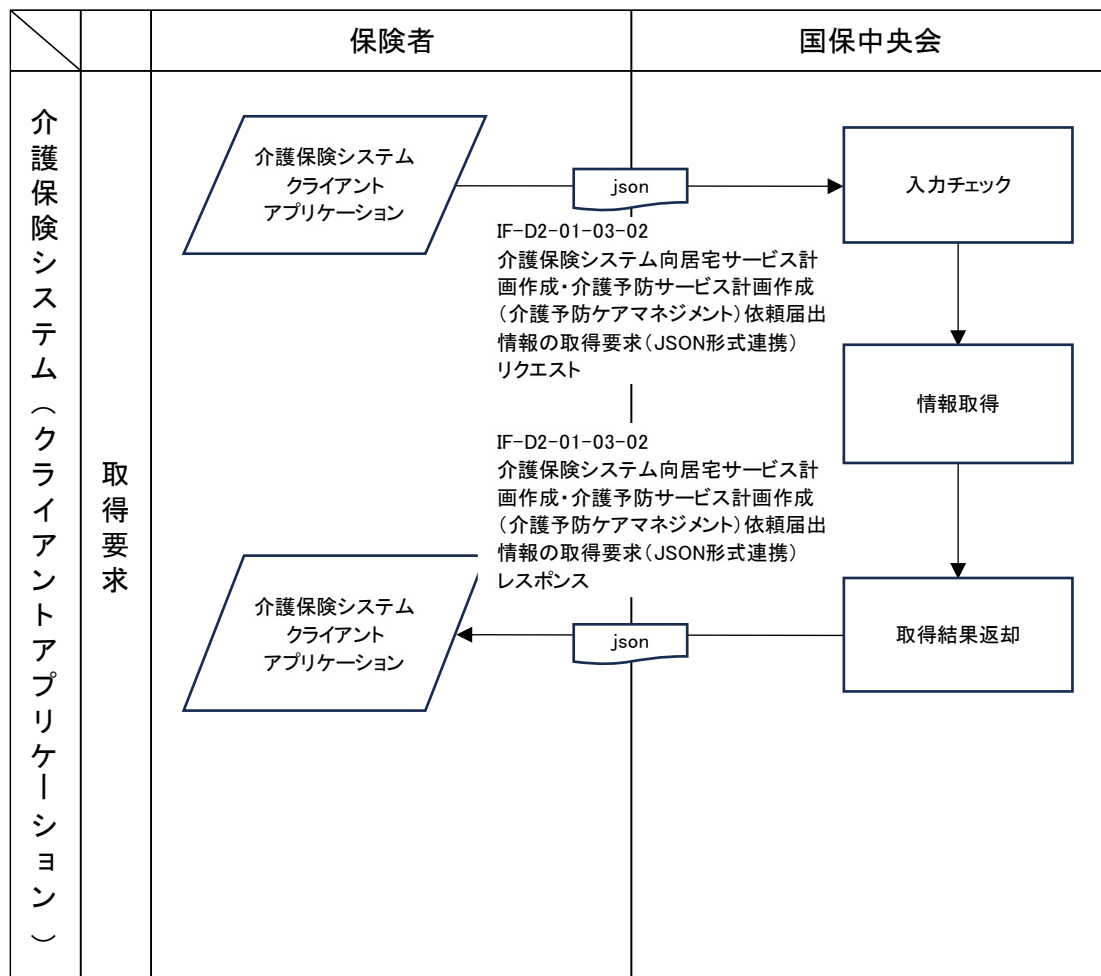 保険者
国保中央会
介護保険システム（クライアントアプリケーション）
取得要求
介護保険システム
クライアント
アプリケーション
json
入力チェック
IF-D2-01-03-02
介護保険システム向居宅サービス計
画作成・介護予防サービス計画作成
（介護予防ケアマネジメント）依頼届出
情報の取得要求（JSON形式連携）
リクエスト
情報取得
IF-D2-01-03-02
介護保険システム向居宅サービス計
画作成・介護予防サービス計画作成
（介護予防ケアマネジメント）依頼届出
情報の取得要求（JSON形式連携）
レスポンス
介護保険システム
クライアント
アプリケーション
json
取得結果返却